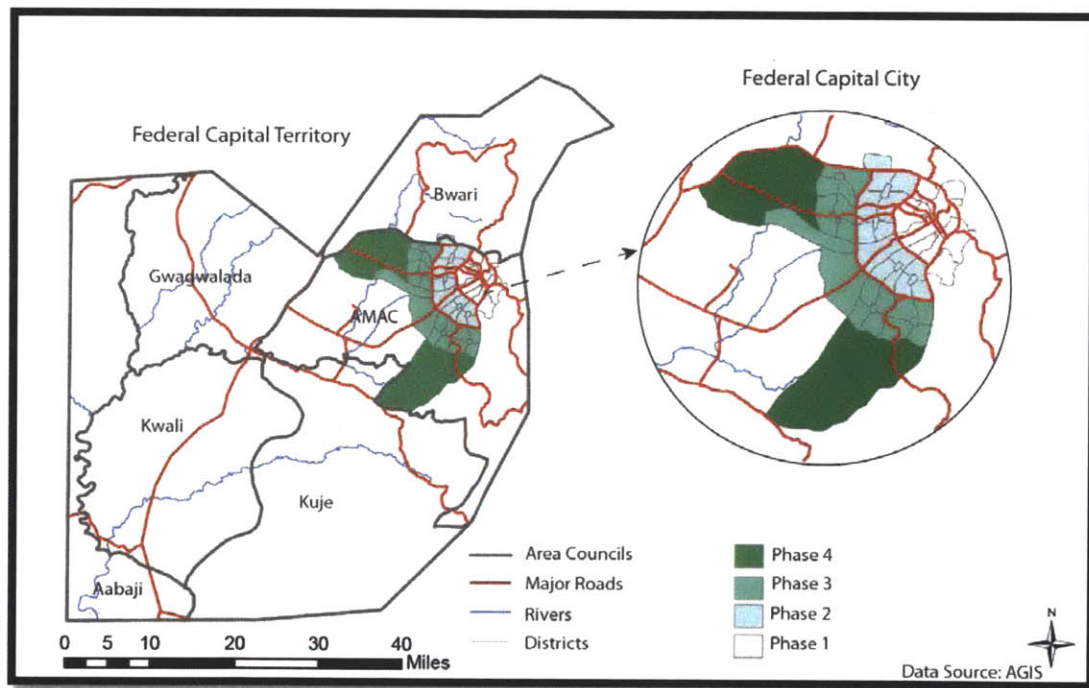 Federal Capital City
Federal Capital Territory
Bwari
Gwagwalada
AMAC
Kwali
Kuje
Aabaji
Area Councils
Major Roads
Rivers
Districts
Phase 4
Phase 3
Phase 2
Phase 1
0 5 10 20 30 40
Miles
N
Data Source: AGIS